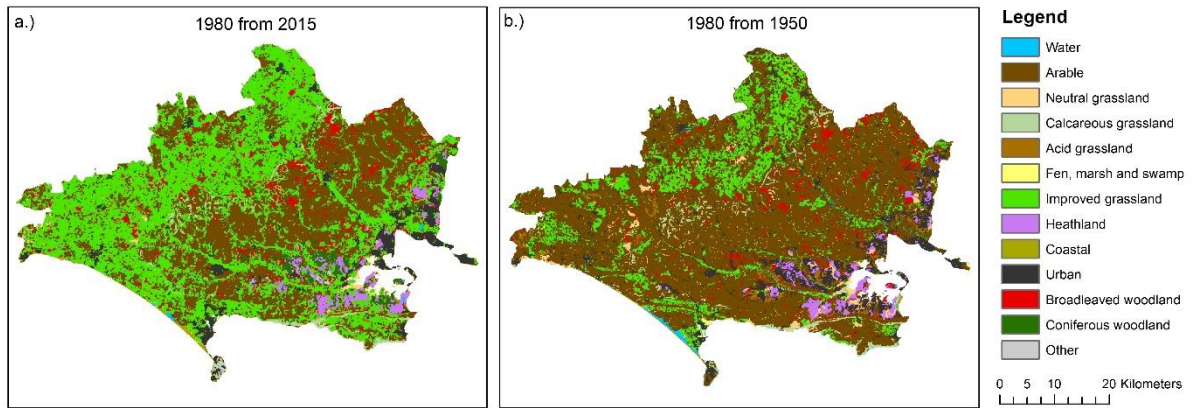 a.)
1980 from 2015
b.)
1980 from 1950
Legend
Water
Arable
Neutral grassland
Calcareous grassland
Acid grassland
Fen, marsh and swamp
Improved grassland
Heathland
Coastal
Urban
Broadleaved woodland
Coniferous woodland
Other
0 5 10 20 Kilometers